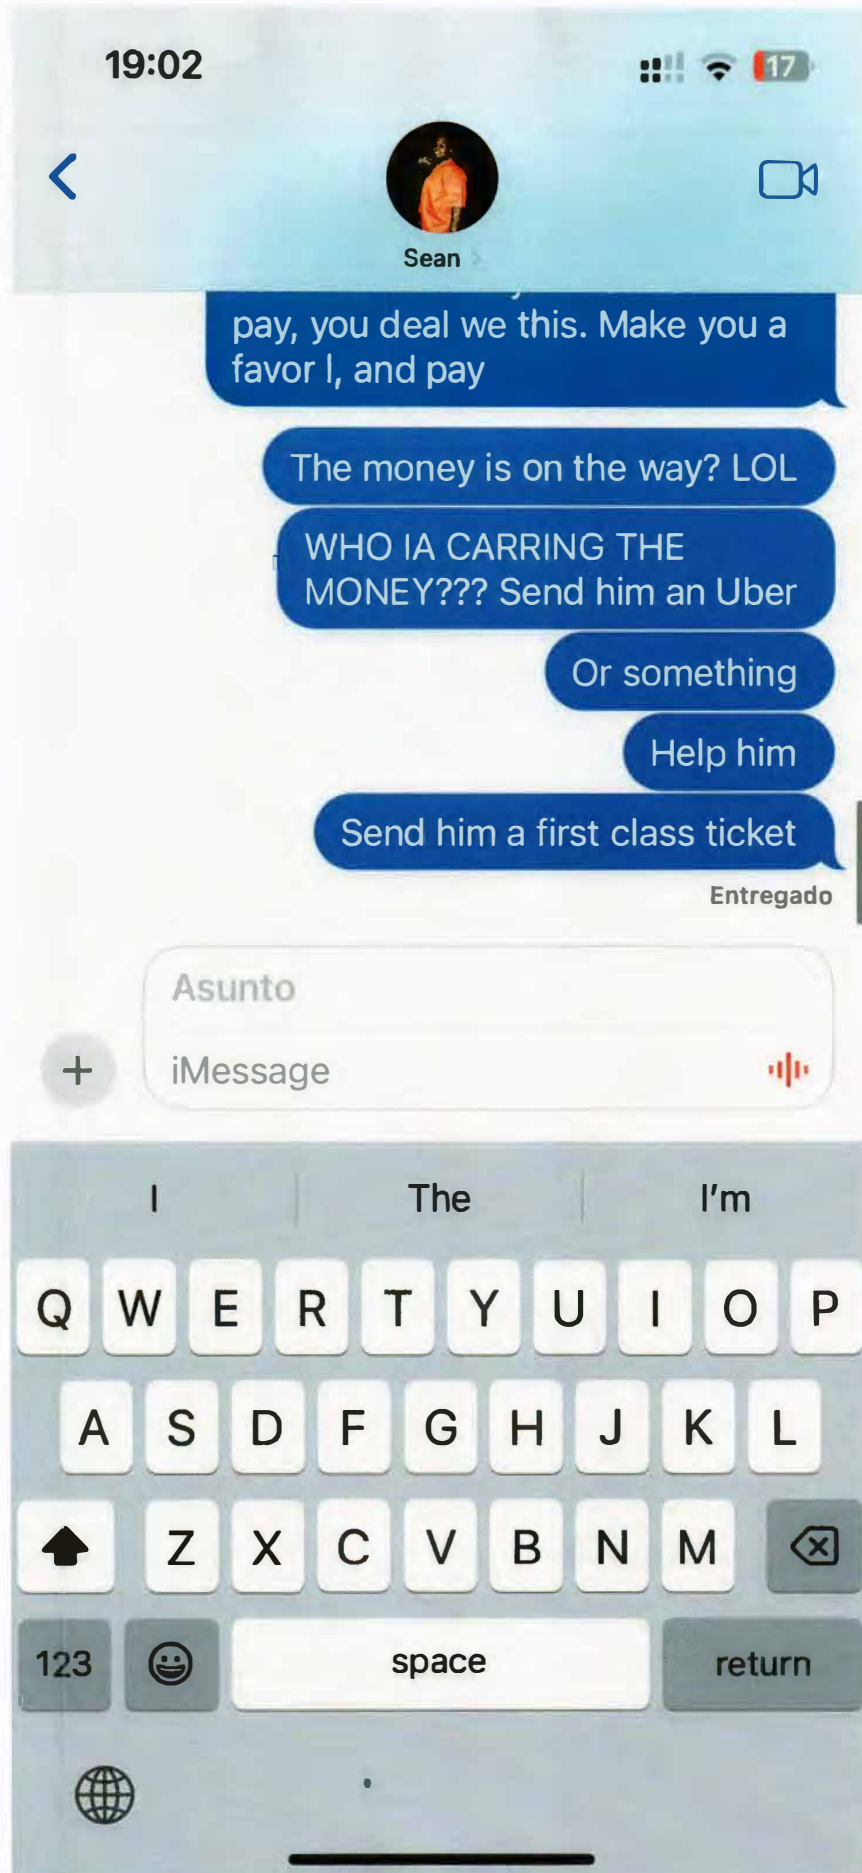 19:02
17
Sean
pay, you deal we this. Make you a
favor I, and pay
The money is on the way? LOL
WHO IA CARRING THE
MONEY??? Send him an Uber
Or something
Help him
Send him a first class ticket
Entregado
Asunto
iMessage
I The I'm
Q W E R T Y U I O P
A S D F G H J K L
Z X C V B N M
123 space return